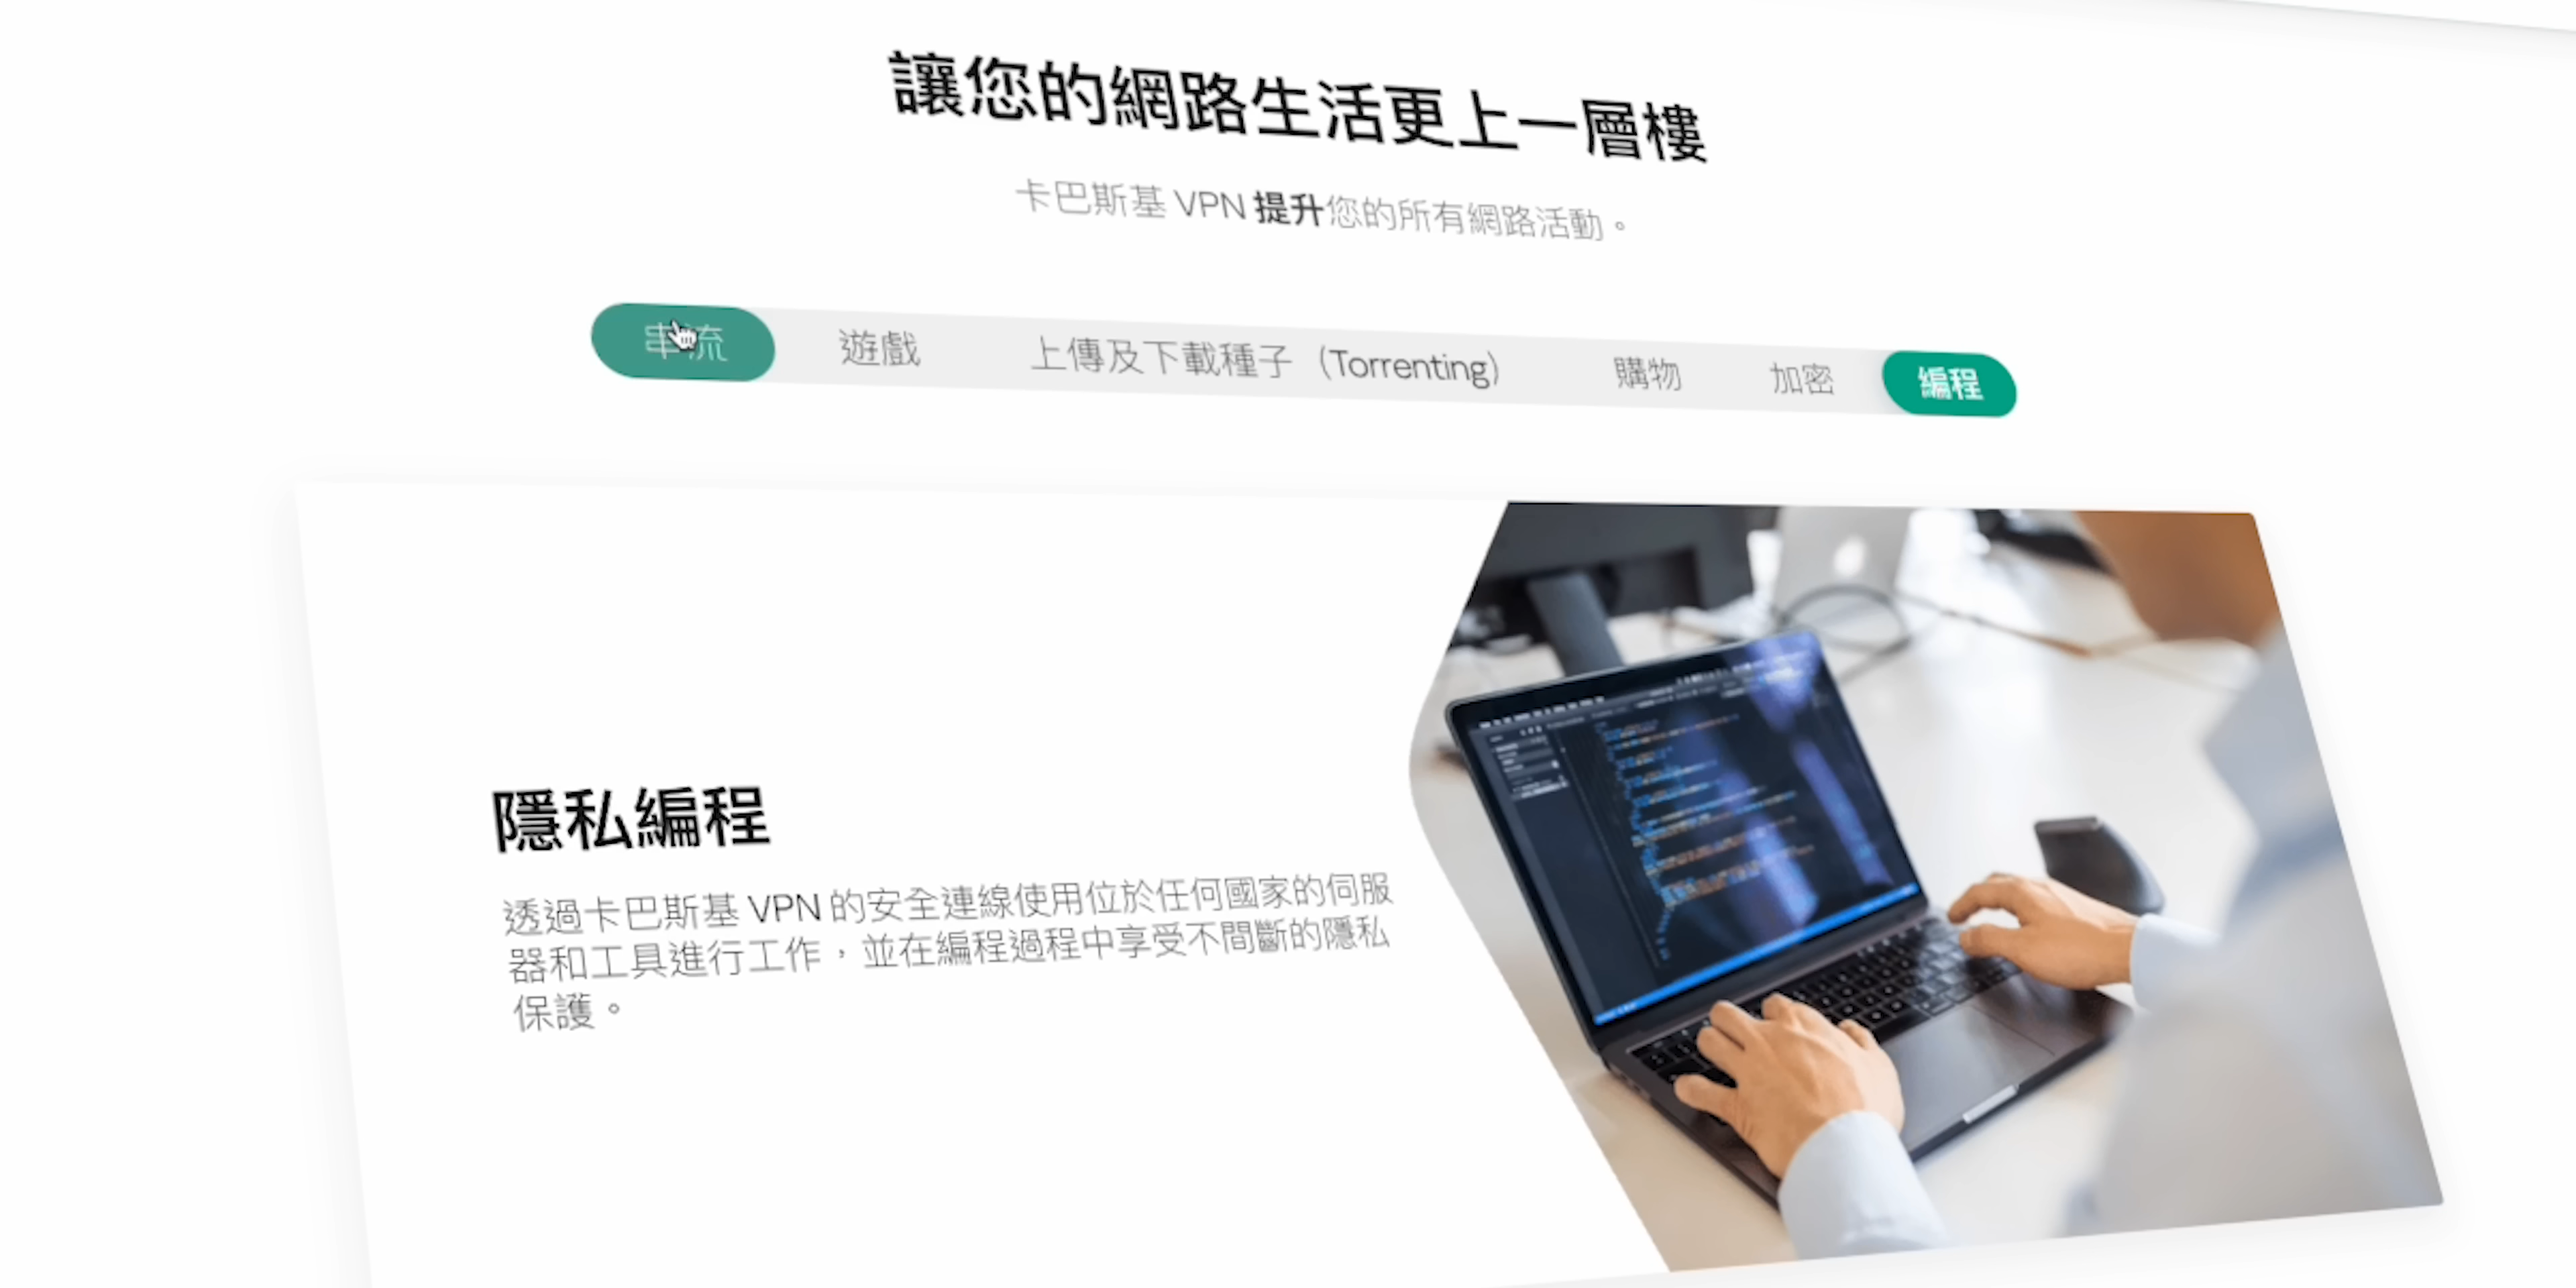 讓您的網路生活更上一層樓
卡巴斯基 VPN 提升您的所有網路活動。
串流 遊戲 上傳及下載種子（Torrenting） 購物 加密 編程
隱私編程
透過卡巴斯基 VPN 的安全連線使用位於任何國家的伺服
器和工具進行工作，並在編程過程中享受不間斷的隱私
保護。